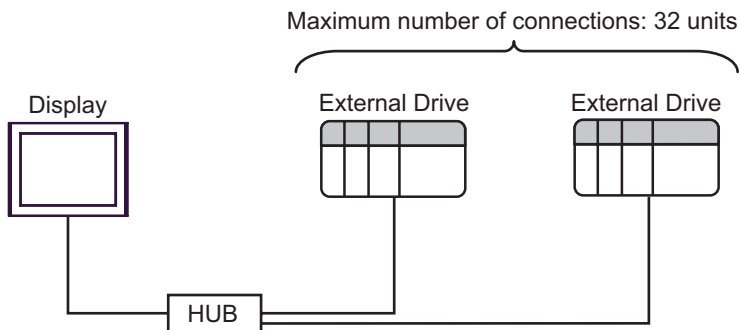 Maximum number of connections: 32 units
Display
External Drive
External Drive
HUB